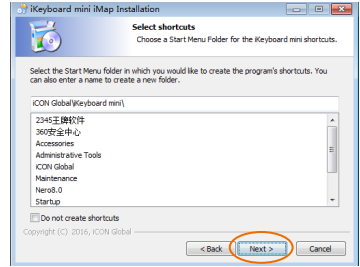 iKeyboard mini iMap Installation
Select shortcuts
Choose a Start Menu Folder for the iKeyboard mini shortcuts.
Select the Start Menu folder in which you would like to create the program's shortcuts. You
can also enter a name to create a new folder.
iCON Global\iKeyboard mini\
2345王牌软件
360安全中心
Accessories
Administrative Tools
iCON Global
Maintenance
Nero8.0
Startup
Do not create shortcuts
Copyright (C) 2016, iCON Global
< Back
Next >
Cancel